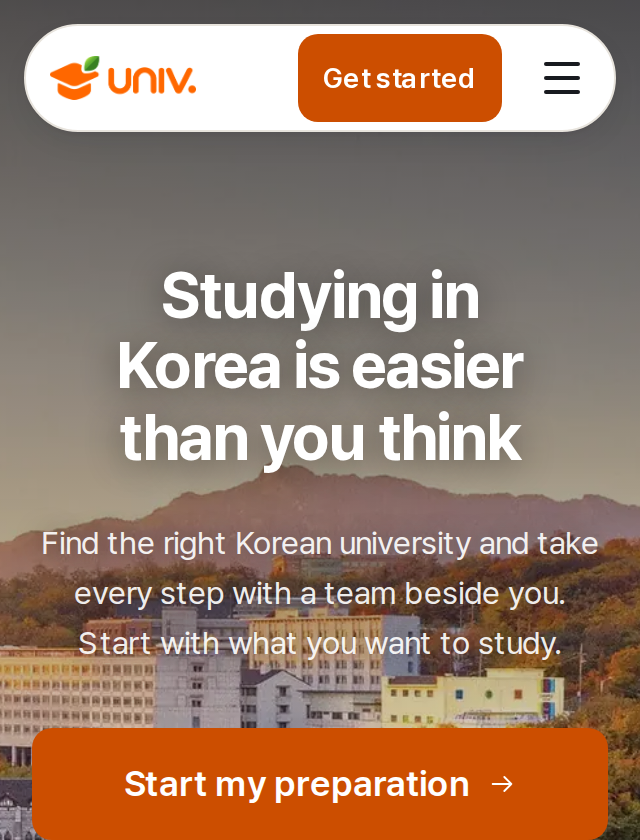 UNIV.
Get started
Studying in
Korea is easier
than you think
Find the right Korean university and take
every step with a team beside you.
Start with what you want to study.
Start my preparation →